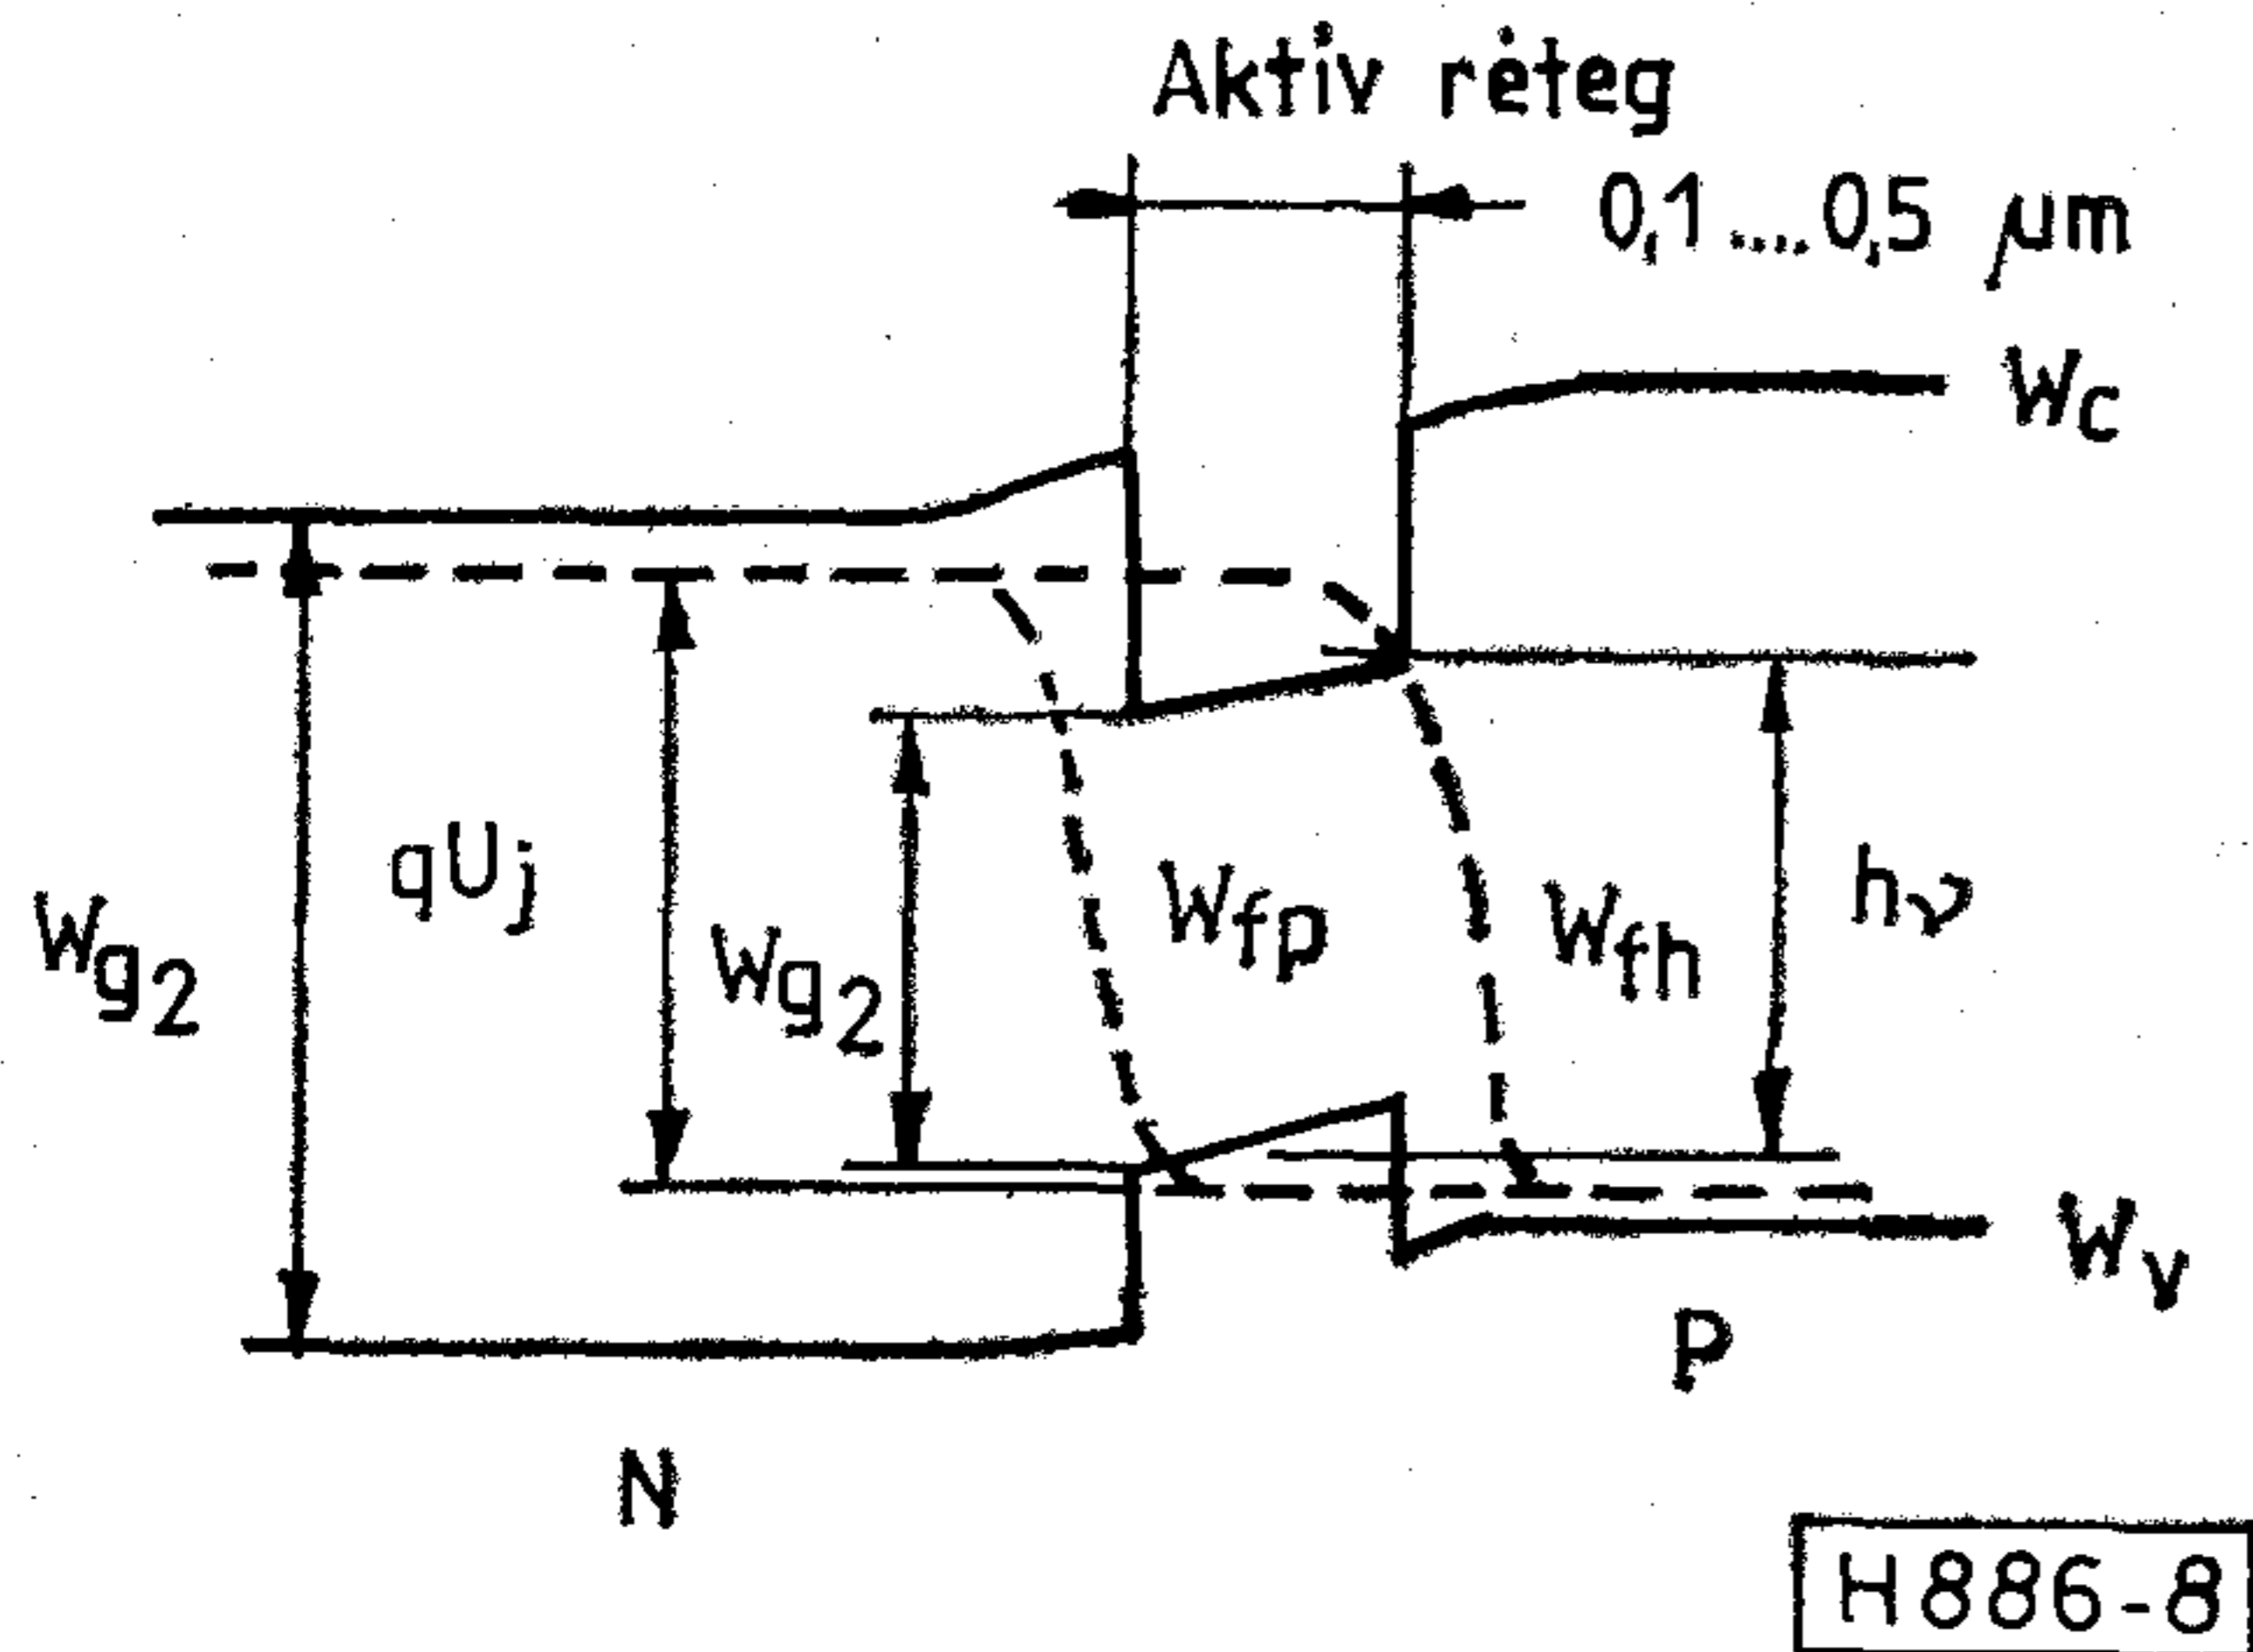 Aktiv réteg
0,1....0,5 μm
Wc
qUj
Wg2
Wg2
Wfp
Wfh
hν
Wv
P
N
H886-8